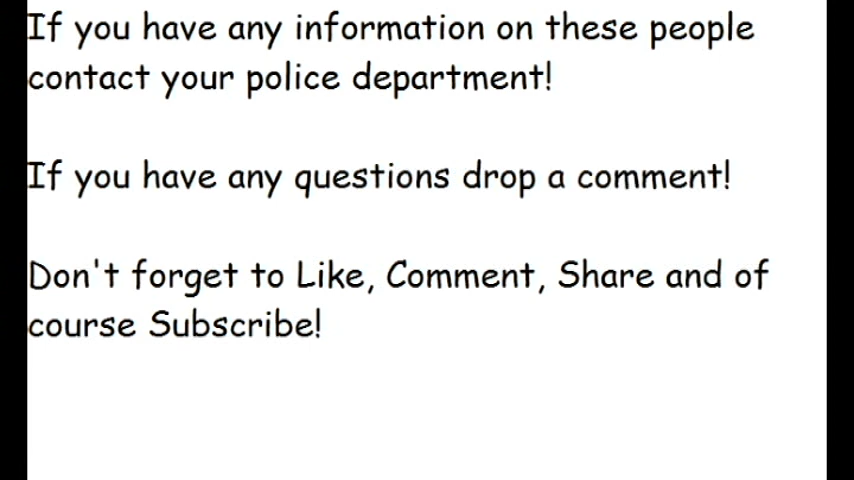 If you have any information on these people
contact your police department!
If you have any questions drop a comment!
Don't forget to Like, Comment, Share and of
course Subscribe!